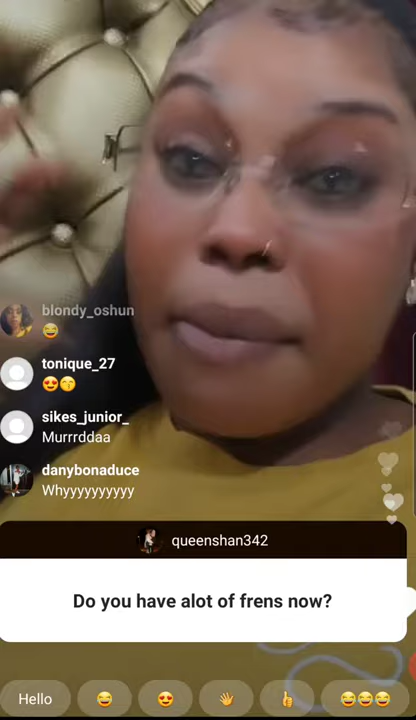 blondy_oshun
😂
tonique_27
😍😙
sikes_junior_
Murrrddaa
danybonaduce
Whyyyyyyyyyy
queenshan342
Do you have alot of frens now?
Hello 😂 😍 👋 👍 😂😂😂